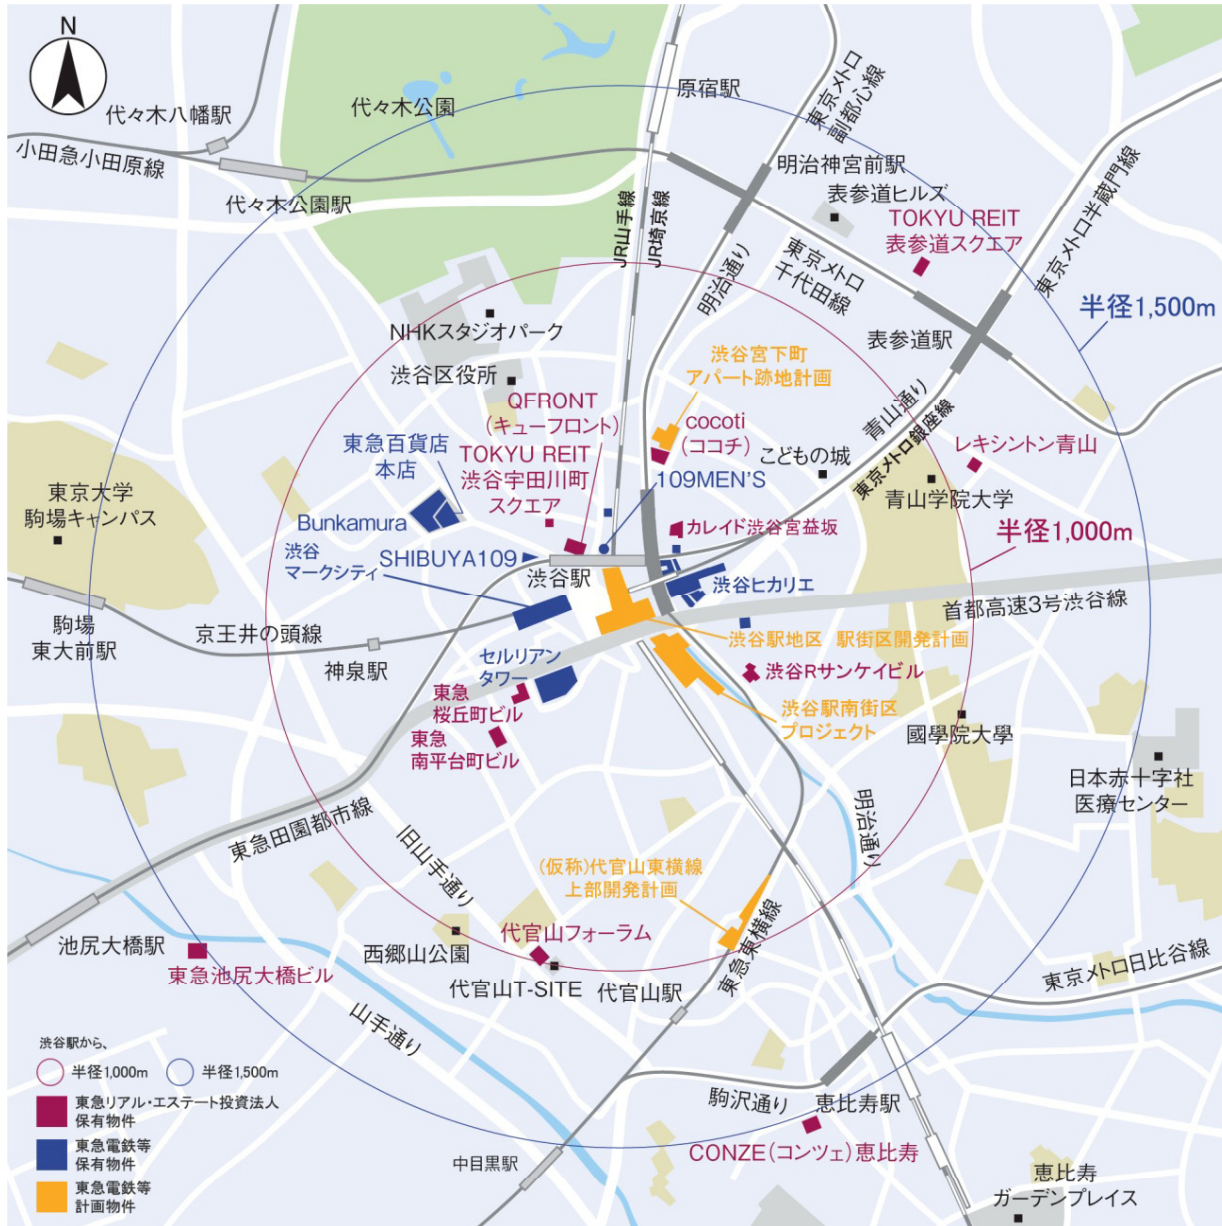 N
原宿駅
代々木八幡駅
代々木公園
小田急小田原線
代々木公園駅
東京メトロ
副都心線
明治神宮前駅
表参道ヒルズ
TOKYU REIT
表参道スクエア
東京メトロ半蔵門線
JR山手線
JR埼京線
明治通り
東京メトロ
千代田線
半径1,500m
NHKスタジオパーク
表参道駅
渋谷宮下町
アパート跡地計画
渋谷区役所
QFRONT
(キューフロント)
cocoti
(ココチ)
青山通り
東京メトロ銀座線
レキシントン青山
東急百貨店
本店
TOKYU REIT
渋谷宇田川町
スクエア
109MEN'S
こどもの城
青山学院大学
東京大学
駒場キャンパス
Bunkamura
カレイド渋谷宮益坂
半径1,000m
渋谷
マークシティ
SHIBUYA109
渋谷駅
渋谷ヒカリエ
首都高速3号渋谷線
駒場
東大前駅
京王井の頭線
神泉駅
渋谷駅地区 駅街区開発計画
セルリアン
タワー
渋谷Rサンケイビル
東急
桜丘町ビル
渋谷駅南街区
プロジェクト
東急
南平台町ビル
國學院大學
日本赤十字社
医療センター
東急田園都市線
旧山手通り
明治通り
(仮称)代官山東横線
上部開発計画
池尻大橋駅
西郷山公園
代官山フォーラム
東急東横線
東急池尻大橋ビル
代官山T-SITE
代官山駅
東京メトロ日比谷線
山手通り
駒沢通り
恵比寿駅
CONZE(コンツェ)恵比寿
中目黒駅
恵比寿
ガーデンプレイス
渋谷駅から、
半径1,000m
半径1,500m
東急リアル・エステート投資法人
保有物件
東急電鉄等
保有物件
東急電鉄等
計画物件